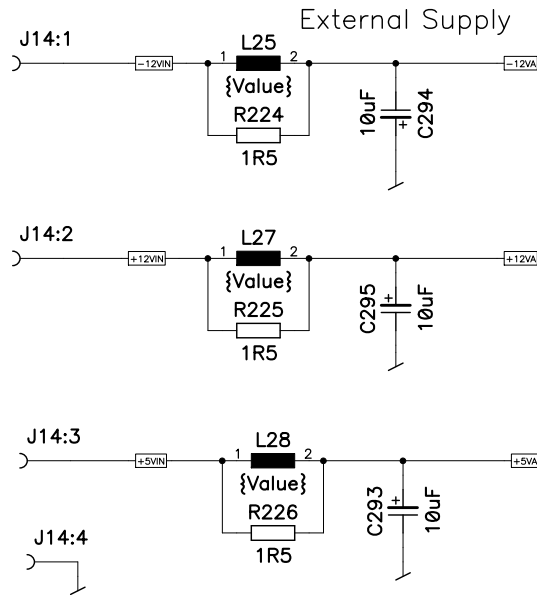 External Supply
J14:1
L25
-12VIN
1
2
-12VA
{Value}
R224
1R5
10uF
+
C294
J14:2
L27
+12VIN
1
2
+12VA
{Value}
R225
1R5
C295
+
10uF
J14:3
L28
+5VIN
1
2
+5VA
{Value}
R226
1R5
C293
+
10uF
J14:4